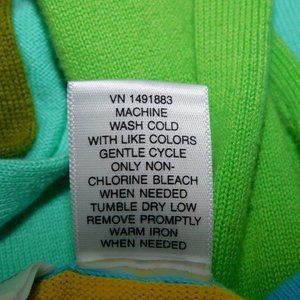 VN 1491883
MACHINE
WASH COLD
WITH LIKE COLORS
GENTLE CYCLE
ONLY NON-
CHLORINE BLEACH
WHEN NEEDED
TUMBLE DRY LOW
REMOVE PROMPTLY
WARM IRON
WHEN NEEDED